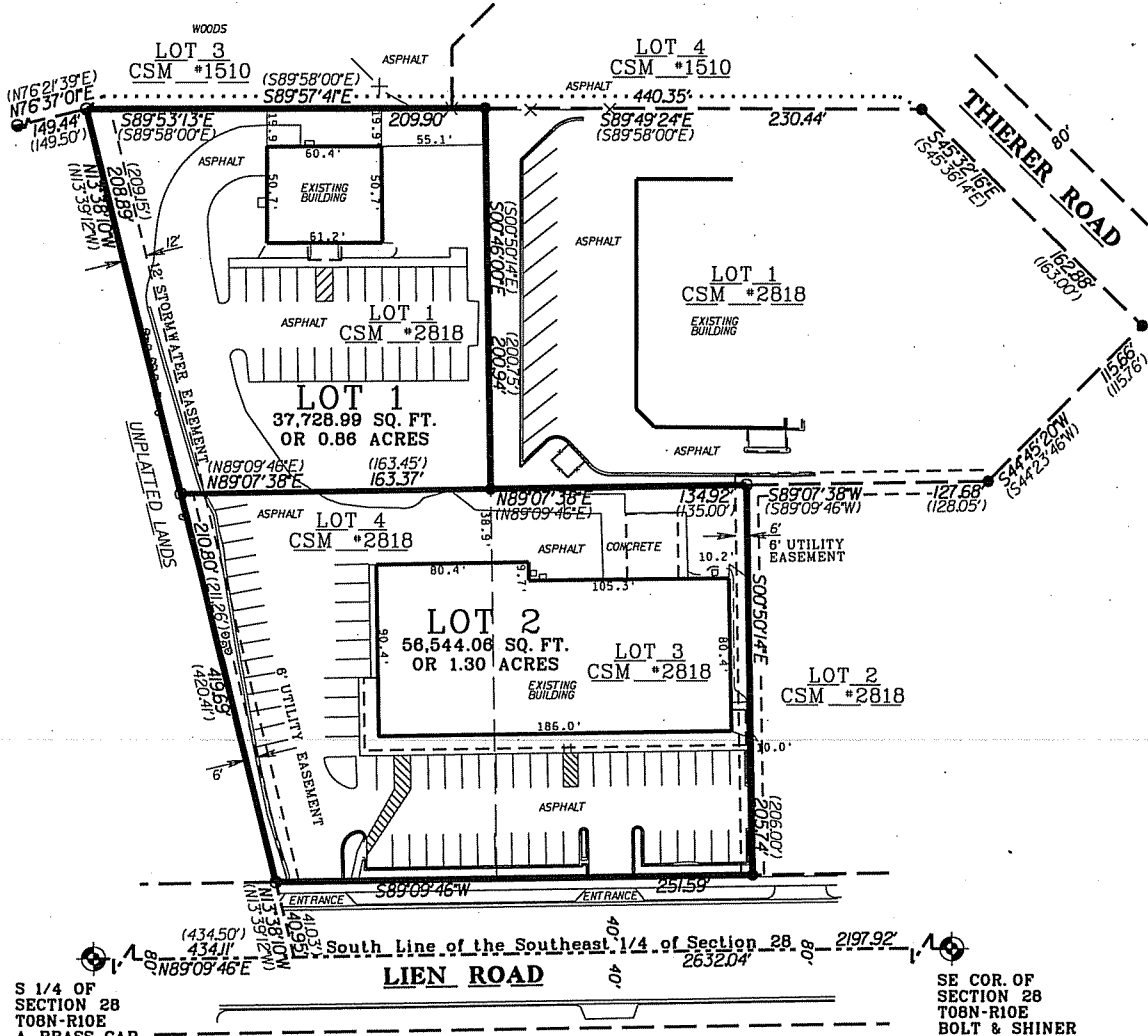 WOODS
LOT 3
CSM #1510
ASPHALT
LOT 4
CSM #1510
ASPHALT
(N76°21'39"E)
N76°37'01"E
149.44'
(149.50')
(S89°58'00"E)
S89°57'41"E
440.35'
S89°53'13"E
(S89°58'00"E)
209.90'
S89°49'24"E
(S89°58'00"E)
230.44'
THIERER ROAD
80'
S45°32'16"E
(S45°36'14"E)
162.88'
(163.00')
115.66'
(115.76')
S44°45'20"W
(S44°23'46"W)
19.9'
19.9'
55.1'
ASPHALT
60.4'
50.7'
EXISTING
BUILDING
50.7'
61.2'
(209.15')
208.89'
N13°38'10"W
(N13°39'12"W)
12'
12' STORMWATER EASEMENT
(S00°50'14"E)
S00°46'00"E
(200.75')
200.94'
ASPHALT
LOT 1
CSM #2818
EXISTING
BUILDING
ASPHALT
LOT 1
CSM #2818
LOT 1
37,728.99 SQ. FT.
OR 0.86 ACRES
ASPHALT
UNPLATTED LANDS
(N89°09'46"E)
N89°07'38"E
(163.45')
163.37'
N89°07'38"E
(N89°09'46"E)
134.92'
(135.00')
S89°07'38"W
(S89°09'46"W)
127.68'
(128.05')
ASPHALT
LOT 4
CSM #2818
38.9'
ASPHALT
CONCRETE
6'
6' UTILITY
EASEMENT
10.2'
80.4'
9.7'
105.3'
210.80'
(211.26')
419.69'
(420.41')
S00°50'14"E
90.4'
LOT 2
56,544.06 SQ. FT.
OR 1.30 ACRES
LOT 3
CSM #2818
80.4'
LOT 2
CSM #2818
EXISTING
BUILDING
186.0'
10.0'
6' UTILITY EASEMENT
6'
ASPHALT
(206.00')
205.74'
S89°09'46"W
251.59'
ENTRANCE
ENTRANCE
N13°38'10"W
(N13°39'12"W)
40.95'
(41.03')
(434.50')
434.11'
N89°09'46"E
80'
1'
South Line of the Southeast 1/4 of Section 28
2632.04'
40'
40'
80'
2197.92'
1'
LIEN ROAD
S 1/4 OF
SECTION 28
T08N-R10E
A BRASS CAP
SE COR. OF
SECTION 28
T08N-R10E
BOLT & SHINER